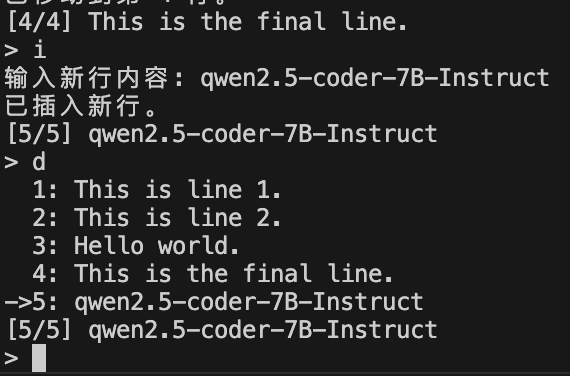 [4/4] This is the final line.
> i
输入新行内容: qwen2.5-coder-7B-Instruct
已插入新行。
[5/5] qwen2.5-coder-7B-Instruct
> d
1: This is line 1.
2: This is line 2.
3: Hello world.
4: This is the final line.
->5: qwen2.5-coder-7B-Instruct
[5/5] qwen2.5-coder-7B-Instruct
>